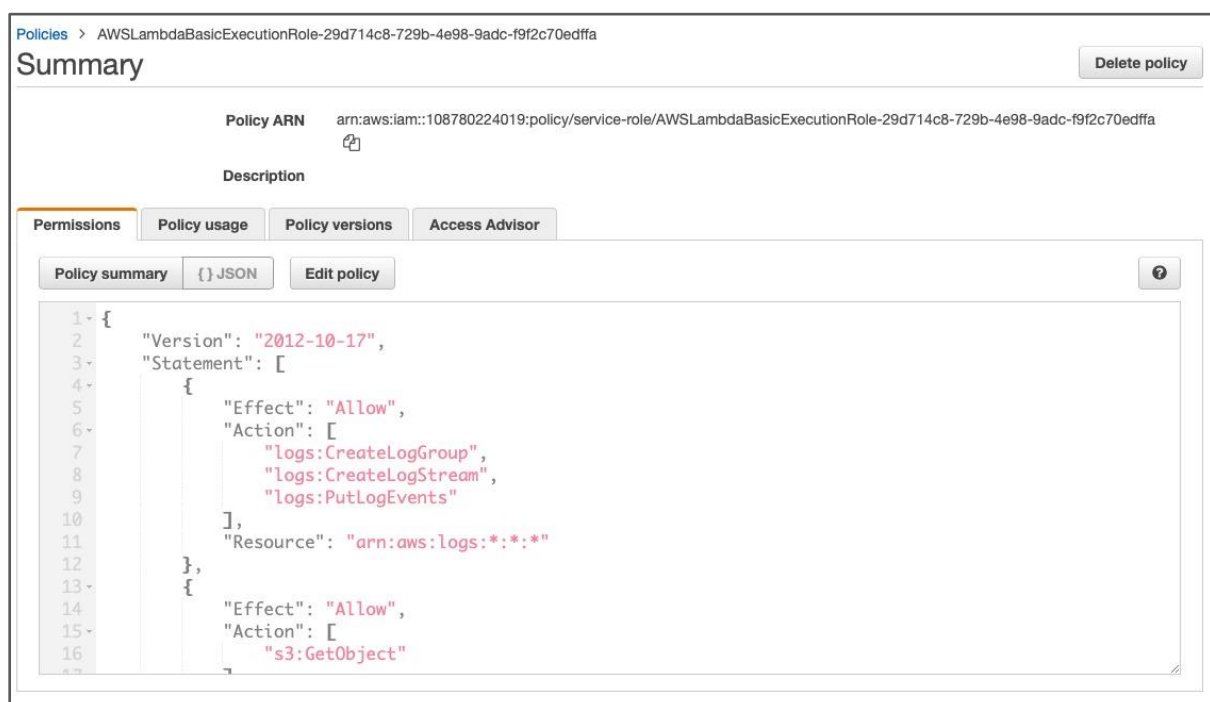 Policies > AWSLambdaBasicExecutionRole-29d714c8-729b-4e98-9adc-f9f2c70edffa
Summary
Delete policy
Policy ARN arn:aws:iam::108780224019:policy/service-role/AWSLambdaBasicExecutionRole-29d714c8-729b-4e98-9adc-f9f2c70edffa
Description
Permissions Policy usage Policy versions Access Advisor
Policy summary {} JSON Edit policy ?
1 {
2 "Version": "2012-10-17",
3 "Statement": [
4 {
5 "Effect": "Allow",
6 "Action": [
7 "logs:CreateLogGroup",
8 "logs:CreateLogStream",
9 "logs:PutLogEvents"
10 ],
11 "Resource": "arn:aws:logs:*:*:*"
12 },
13 {
14 "Effect": "Allow",
15 "Action": [
16 "s3:GetObject"